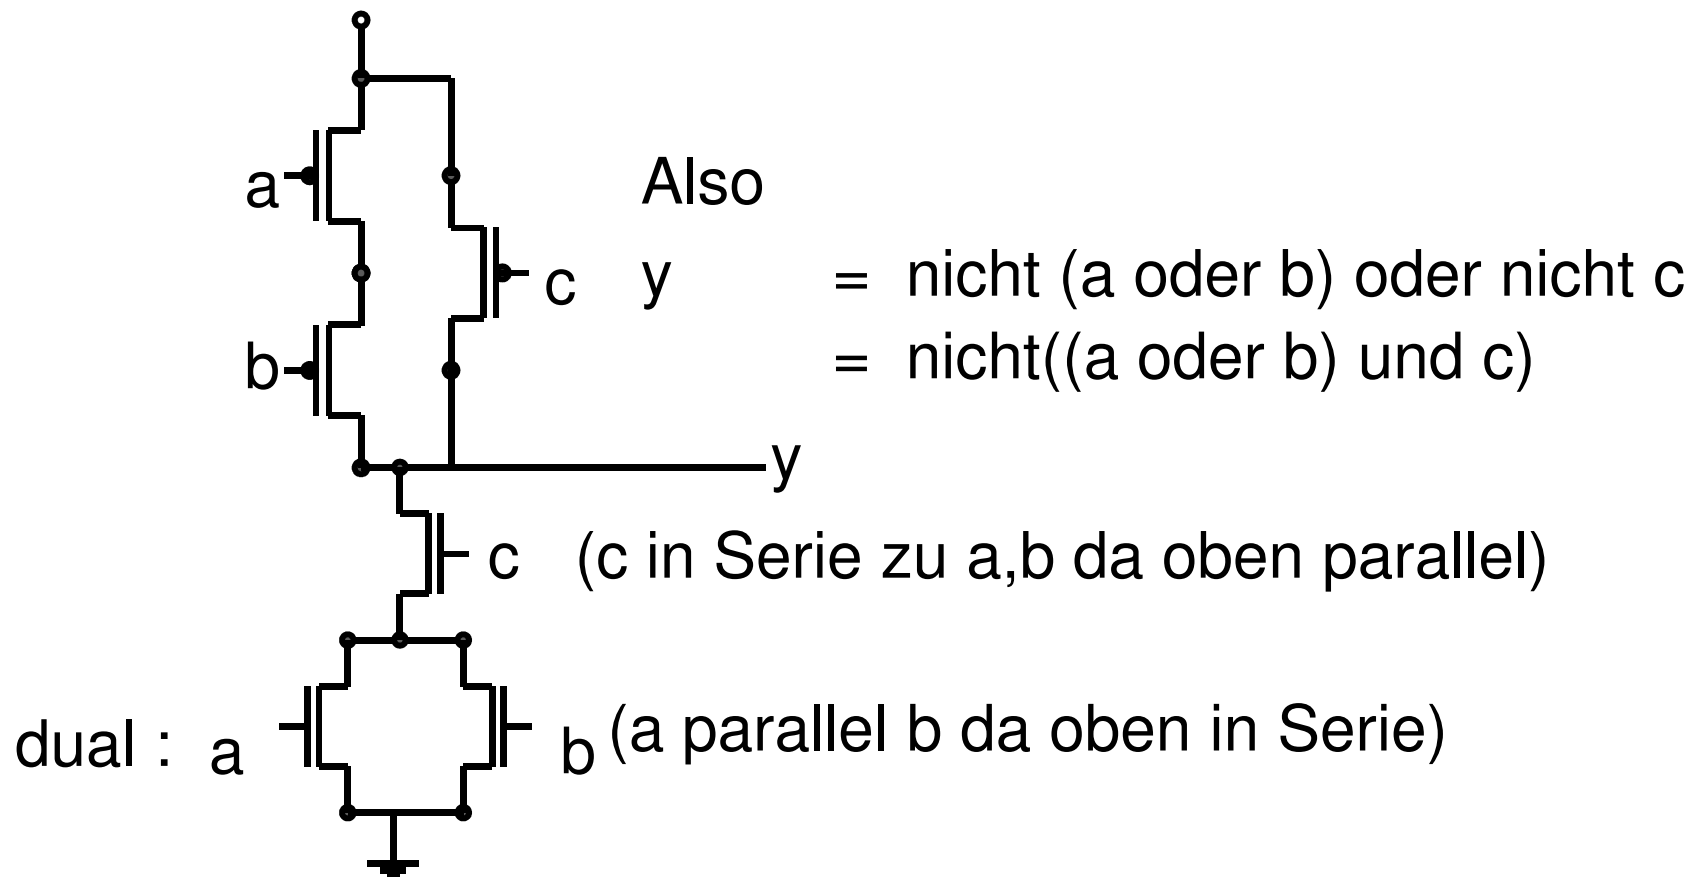 a
Also
c
y = nicht (a oder b) oder nicht c
b
= nicht((a oder b) und c)
y
c (c in Serie zu a,b da oben parallel)
dual : a
b (a parallel b da oben in Serie)